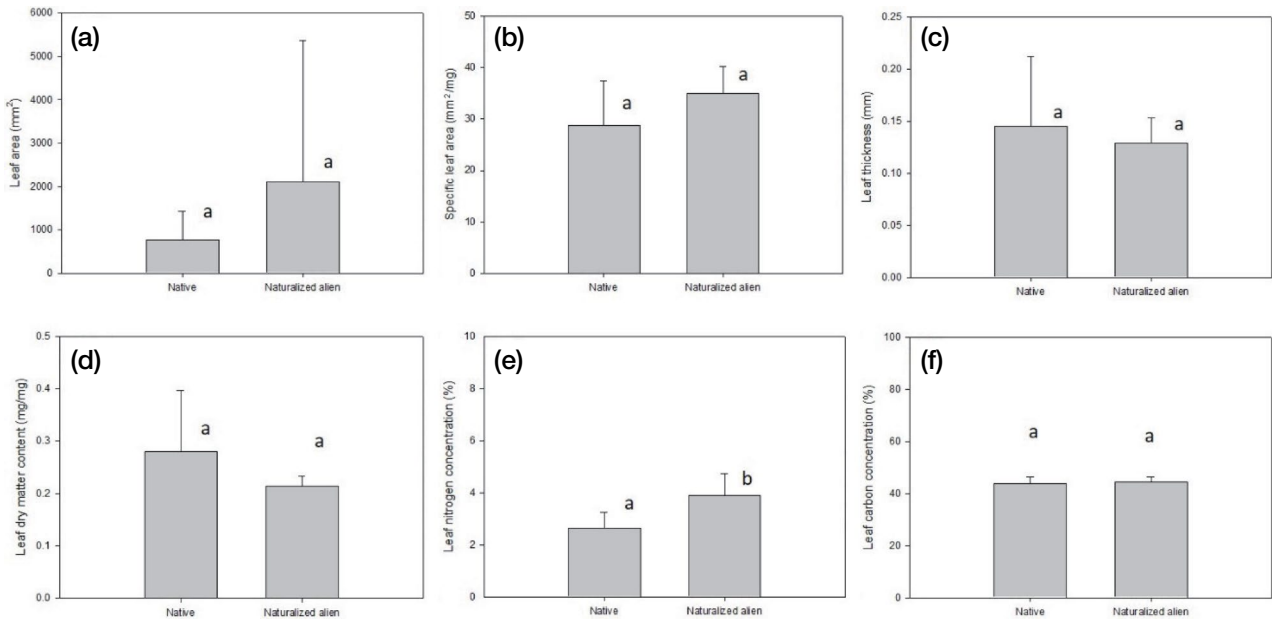 (a)
Leaf area (mm²)
6000
5000
4000
3000
2000
1000
0
a
a
Native
Naturalized alien
(b)
Specific leaf area (mm²/mg)
50
40
30
20
10
0
a
a
Native
Naturalized alien
(c)
Leaf thickness (mm)
0.25
0.20
0.15
0.10
0.05
0.00
a
a
Native
Naturalized alien
(d)
Leaf dry matter content (mg/mg)
0.5
0.4
0.3
0.2
0.1
0.0
a
a
Native
Naturalized alien
(e)
Leaf nitrogen concentration (%)
10
8
6
4
2
0
a
b
Native
Naturalized alien
(f)
Leaf carbon concentration (%)
100
80
60
40
20
0
a
a
Native
Naturalized alien